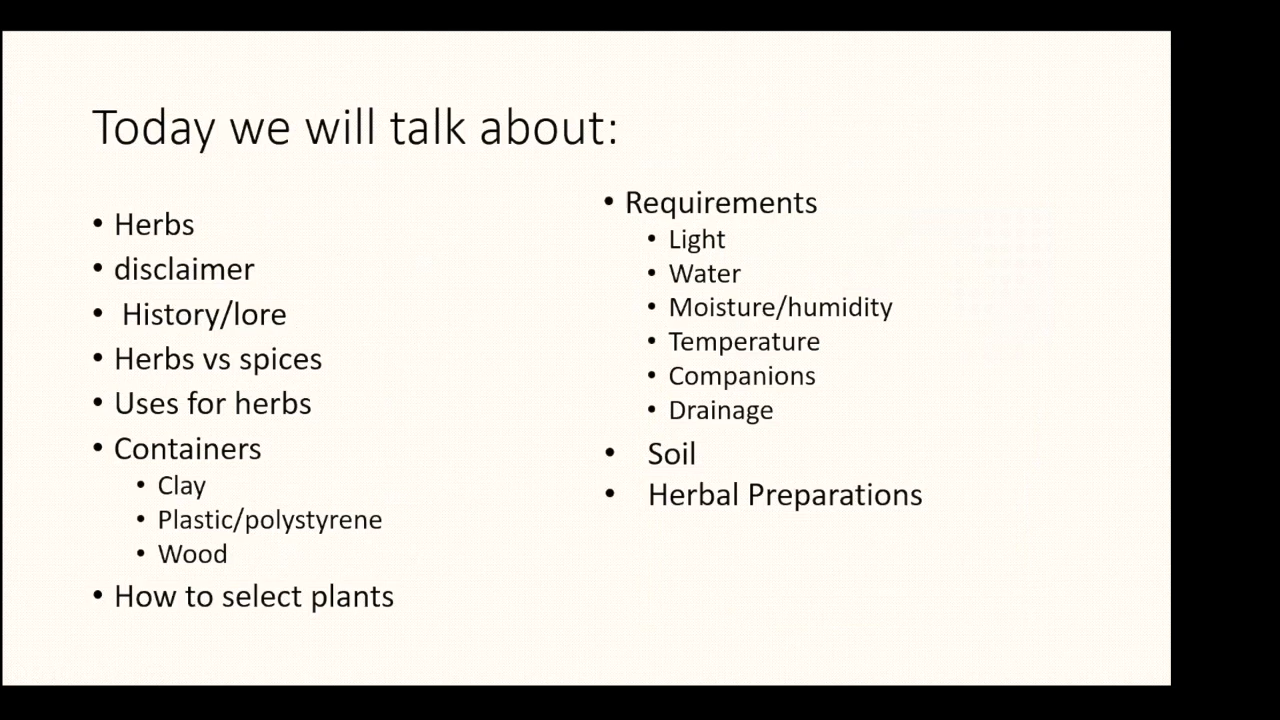 Today we will talk about:
• Herbs
• disclaimer
• History/lore
• Herbs vs spices
• Uses for herbs
• Containers
• Clay
• Plastic/polystyrene
• Wood
• How to select plants
• Requirements
• Light
• Water
• Moisture/humidity
• Temperature
• Companions
• Drainage
• Soil
• Herbal Preparations